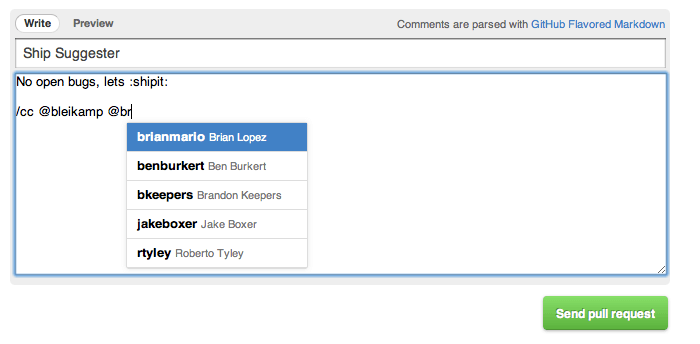 Write Preview Comments are parsed with GitHub Flavored Markdown
Ship Suggester
No open bugs, lets :shipit:
/cc @bleikamp @br
brianmario Brian Lopez
benburkert Ben Burkert
bkeepers Brandon Keepers
jakeboxer Jake Boxer
rtyley Roberto Tyley
Send pull request